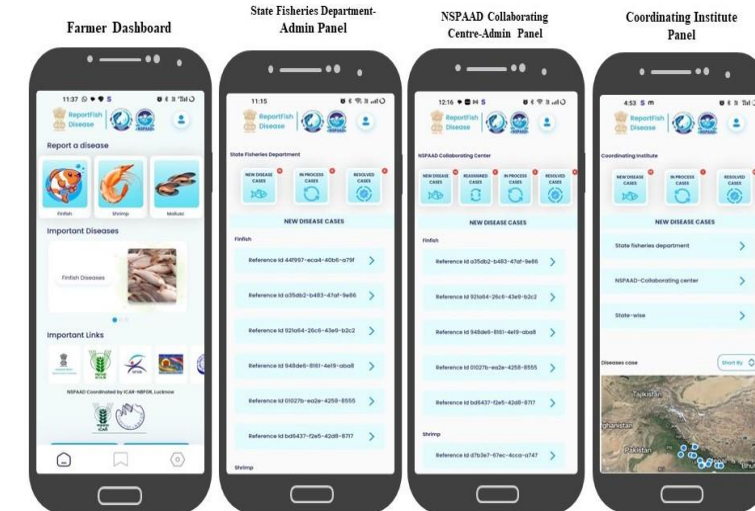 Farmer Dashboard
State Fisheries Department-
Admin Panel
NSPAAD Collaborating
Centre-Admin Panel
Coordinating Institute
Panel
11:37
ReportFish
Disease
Report a disease
Finfish
Shrimp
Mollusc
Important Diseases
Finfish Diseases
Important Links
NSPAAD Coordinated by ICAR-NBFGR, Lucknow
11:15
ReportFish
Disease
State Fisheries Department
NEW DISEASE
CASES
IN PROCESS
CASES
RESOLVED
CASES
NEW DISEASE CASES
Finfish
Reference Id 44f997-eca4-40b6-a79f
Reference Id a35db2-b483-47af-9e86
Reference Id 921a64-26c6-43e9-b2c2
Reference Id 948de6-8161-4e19-aba8
Reference Id 01027b-ea2e-4258-8555
Reference Id bd6437-f2e5-42d8-8717
Shrimp
12:16
ReportFish
Disease
NSPAAD Collaborating Center
NEW DISEASE
CASES
REASSIGNED
CASES
IN PROCESS
CASES
RESOLVED
CASES
NEW DISEASE CASES
Finfish
Reference Id a35db2-b483-47af-9e86
Reference Id 921a64-26c6-43e9-b2c2
Reference Id 948de6-8161-4e19-aba8
Reference Id 01027b-ea2e-4258-8555
Reference Id bd6437-f2e5-42d8-8717
Shrimp
Reference Id d7b3e7-67ec-4cca-a747
4:53
ReportFish
Disease
Coordinating Institute
NEW DISEASE
CASES
IN PROCESS
CASES
RESOLVED
CASES
NEW DISEASE CASES
State fisheries department
NSPAAD-Collaborating center
State-wise
Diseases case
Short By
Tajikistan
Pakistan